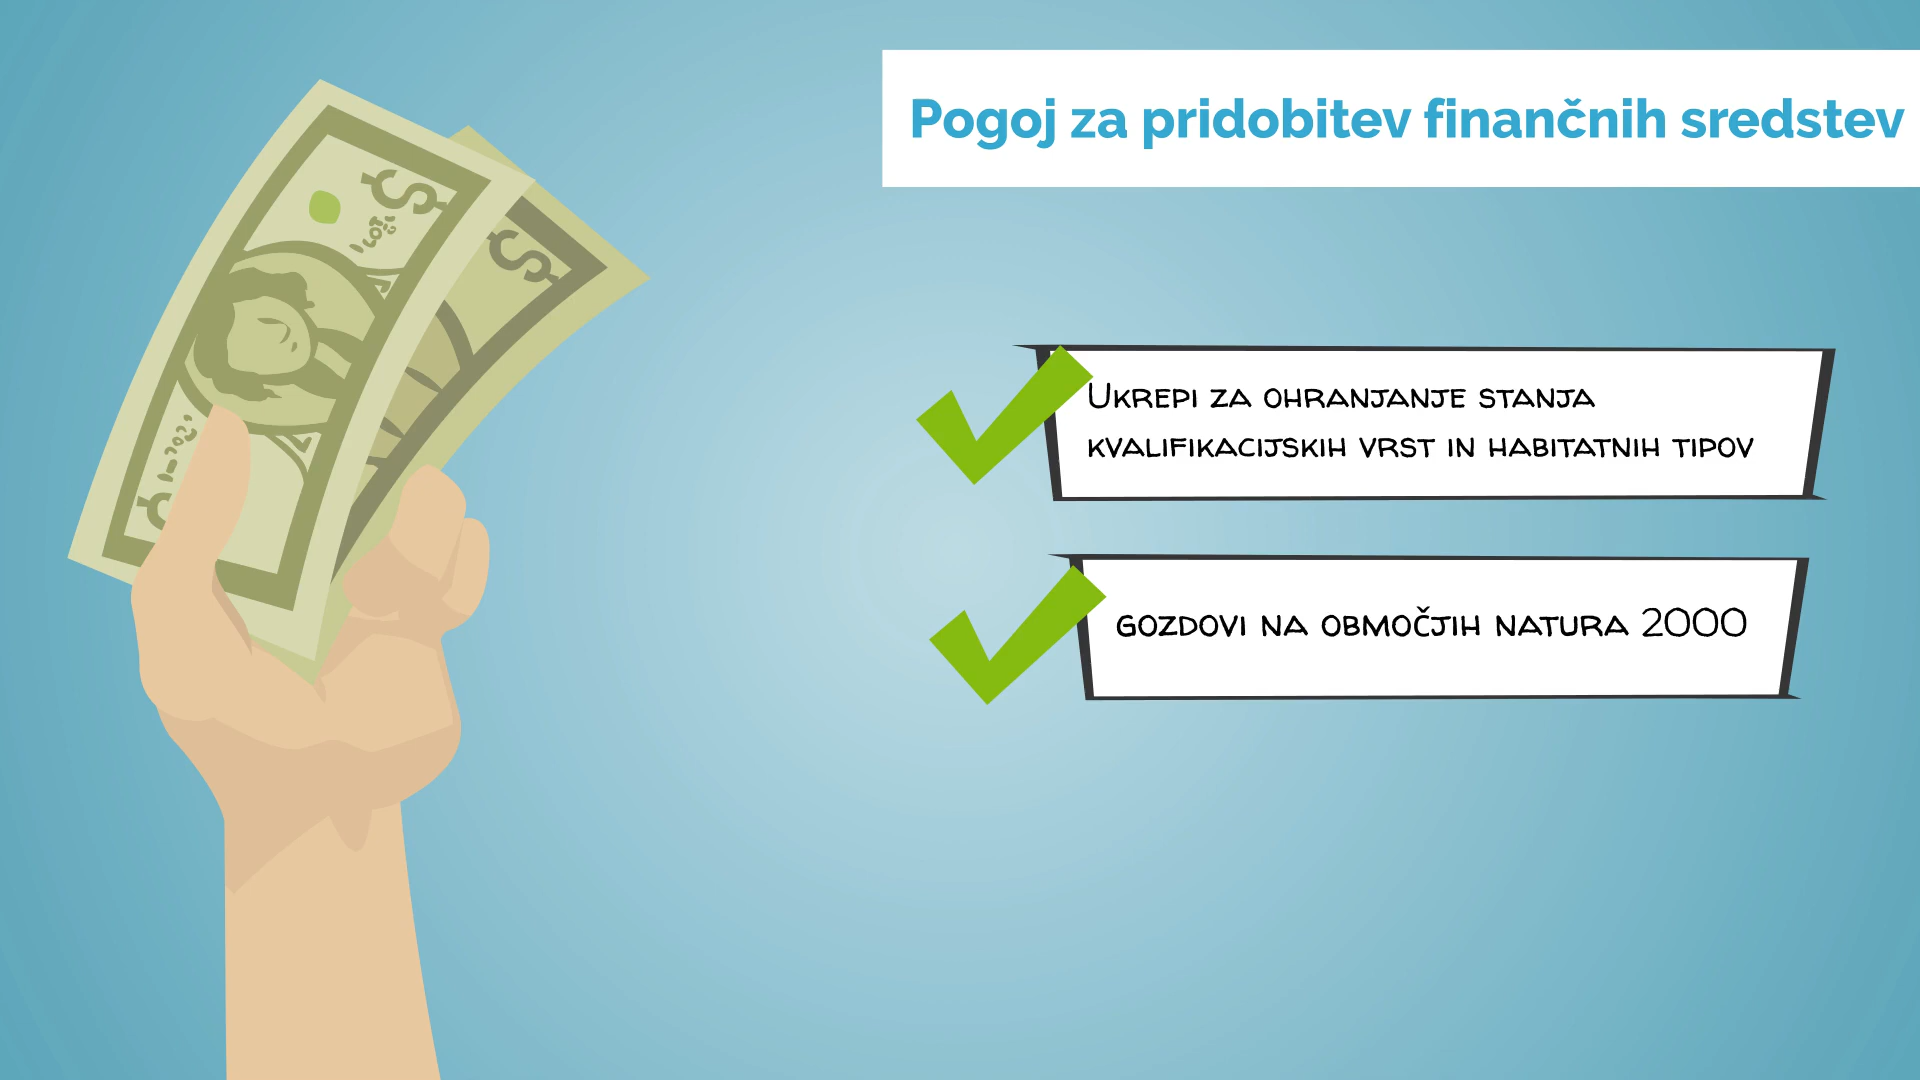 Pogoj za pridobitev finančnih sredstev
Ukrepi za ohranjanje stanja
kvalifikacijskih vrst in habitatnih tipov
gozdovi na območjih natura 2000